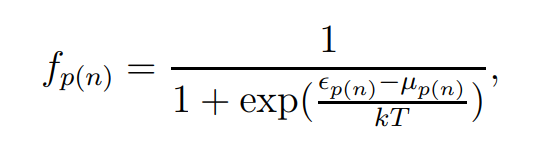 f_{p(n)} = \frac{1}{1 + \exp(\frac{\epsilon_{p(n)} - \mu_{p(n)}}{kT})},